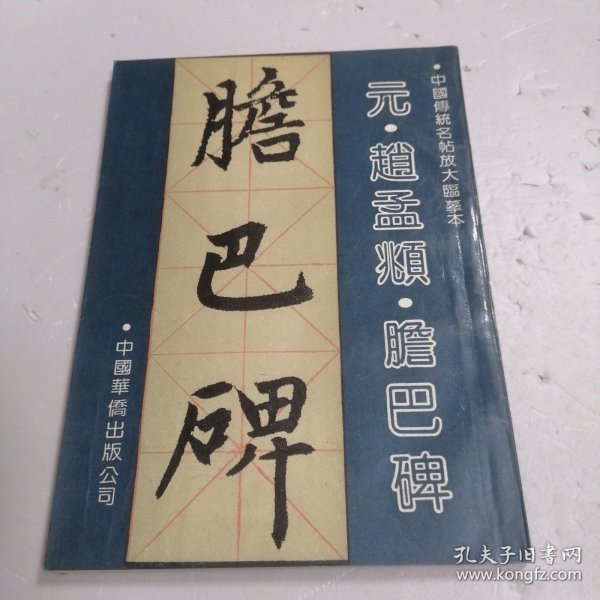 •中國傳統名帖放大臨摹本
元•趙孟頫•膽巴碑
膽巴碑
•中國華僑出版公司
孔夫子旧书网
www.kongfz.com